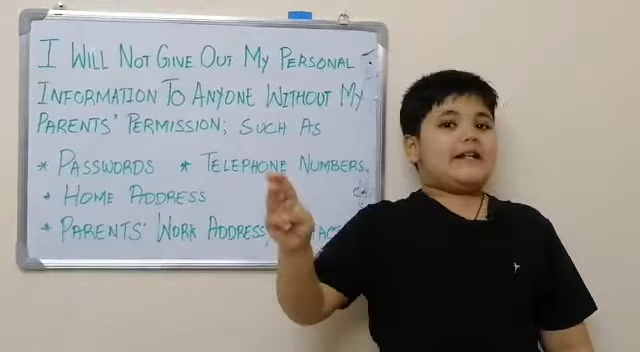 I WILL NOT GIVE OUT MY PERSONAL
INFORMATION TO ANYONE WITHOUT MY
PARENTS' PERMISSION; SUCH AS
* PASSWORDS * TELEPHONE NUMBERS
* HOME ADDRESS
* PARENTS' WORK ADDRESS